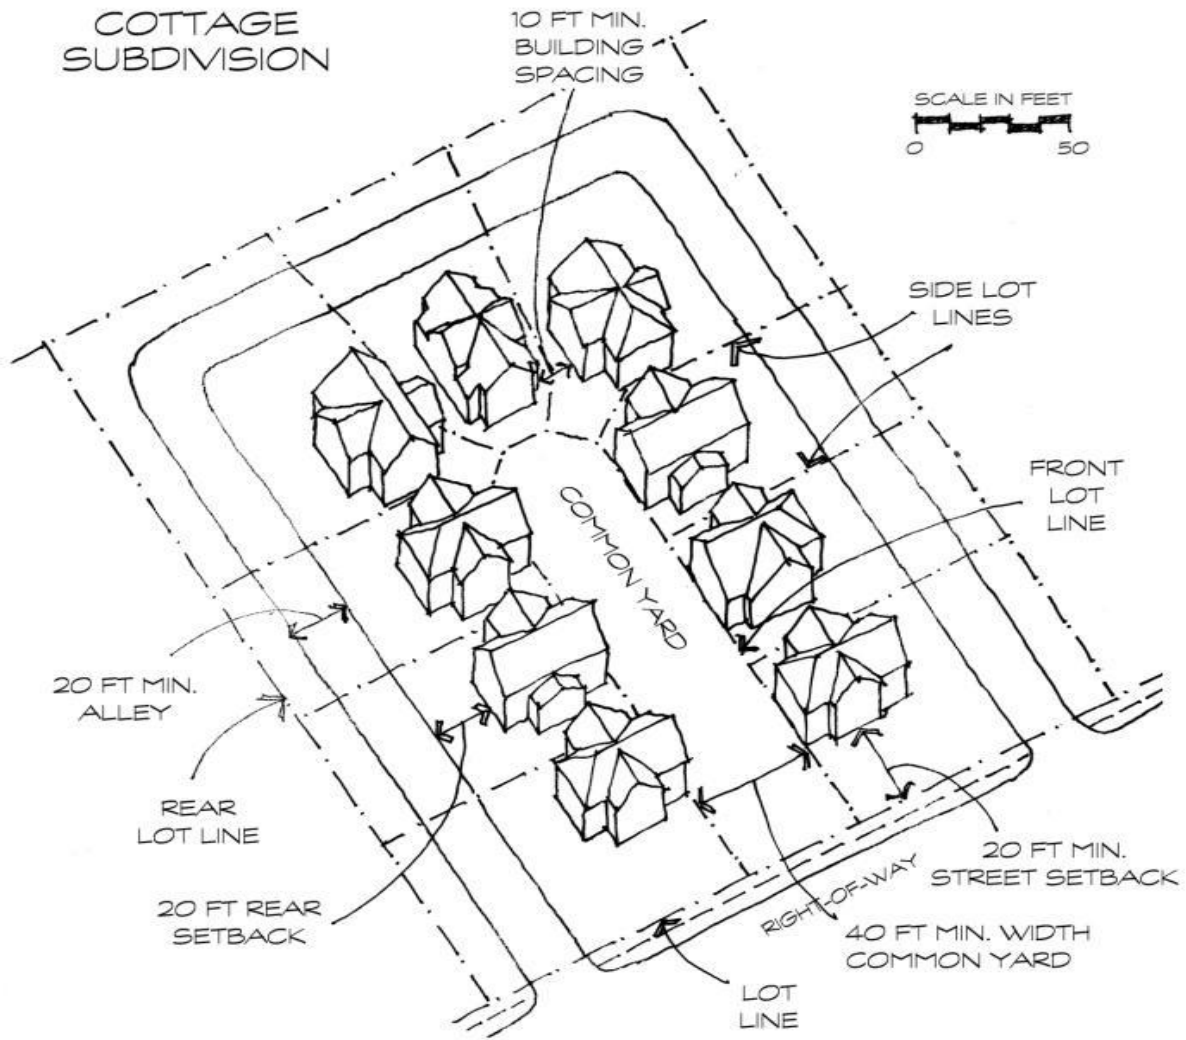 COTTAGE
SUBDIVISION
10 FT MIN.
BUILDING
SPACING
SCALE IN FEET
0 50
SIDE LOT
LINES
FRONT
LOT
LINE
COMMON YARD
20 FT MIN.
ALLEY
REAR
LOT LINE
20 FT REAR
SETBACK
20 FT MIN.
STREET SETBACK
RIGHT-OF-WAY
40 FT MIN. WIDTH
COMMON YARD
LOT
LINE